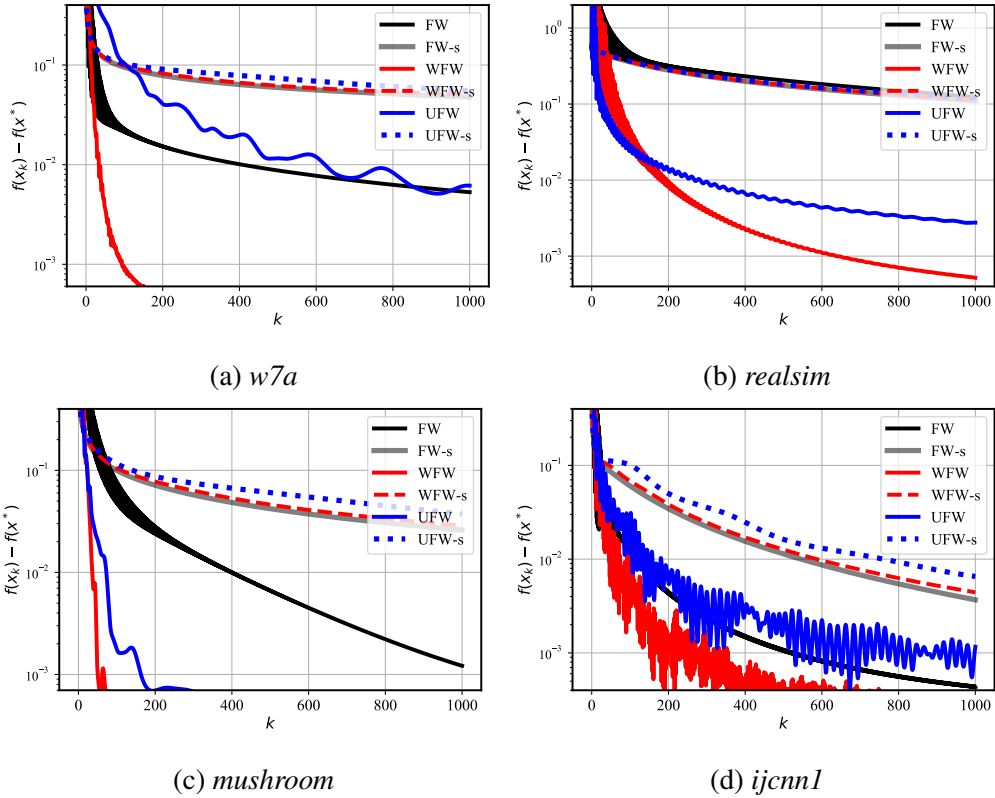 f(x_k) − f(x*)
10⁻¹
10⁻²
10⁻³
0 200 400 600 800 1000
k
FW
FW-s
WFW
WFW-s
UFW
UFW-s
(a) w7a
f(x_k) − f(x*)
10⁰
10⁻¹
10⁻²
10⁻³
0 200 400 600 800 1000
k
FW
FW-s
WFW
WFW-s
UFW
UFW-s
(b) realsim
f(x_k) − f(x*)
10⁻¹
10⁻²
10⁻³
0 200 400 600 800 1000
k
FW
FW-s
WFW
WFW-s
UFW
UFW-s
(c) mushroom
f(x_k) − f(x*)
10⁻¹
10⁻²
10⁻³
0 200 400 600 800 1000
k
FW
FW-s
WFW
WFW-s
UFW
UFW-s
(d) ijcnn1